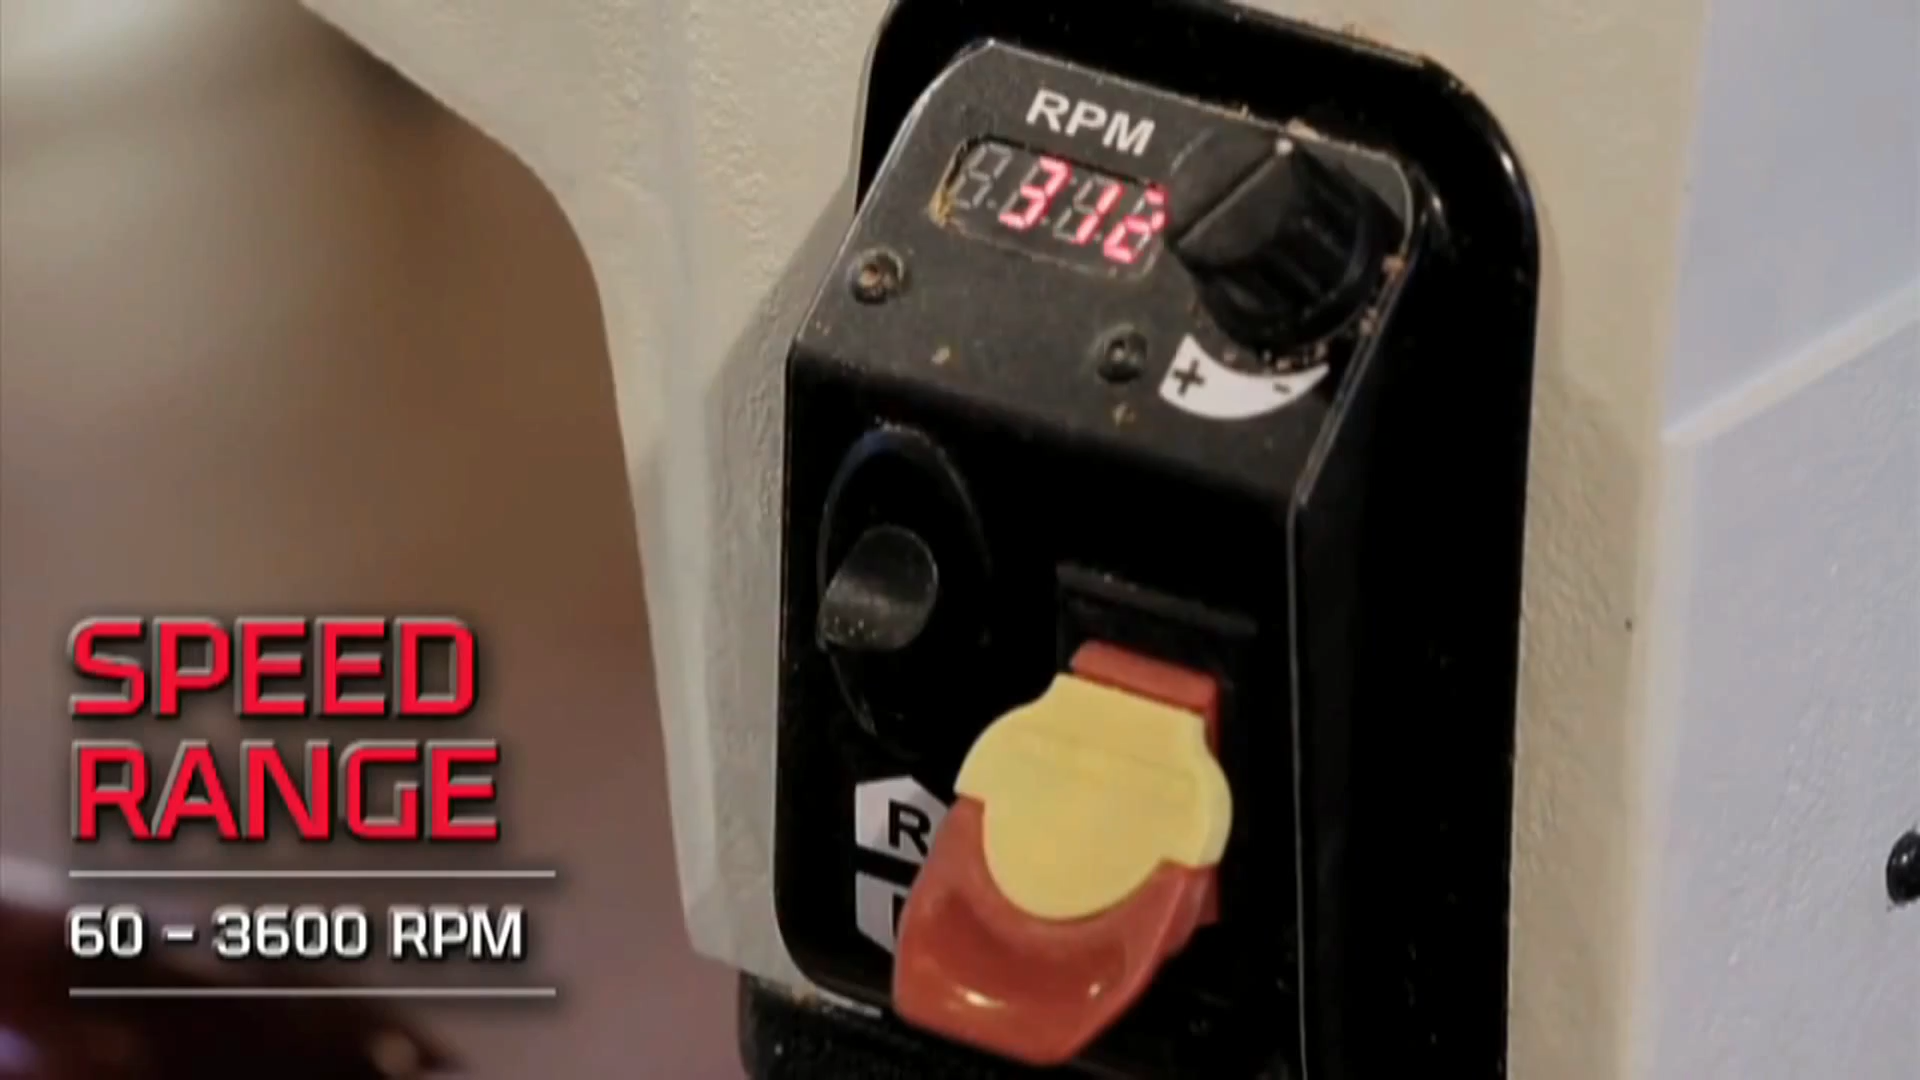 RPM
312
+ -
R
SPEED
RANGE
60 – 3600 RPM